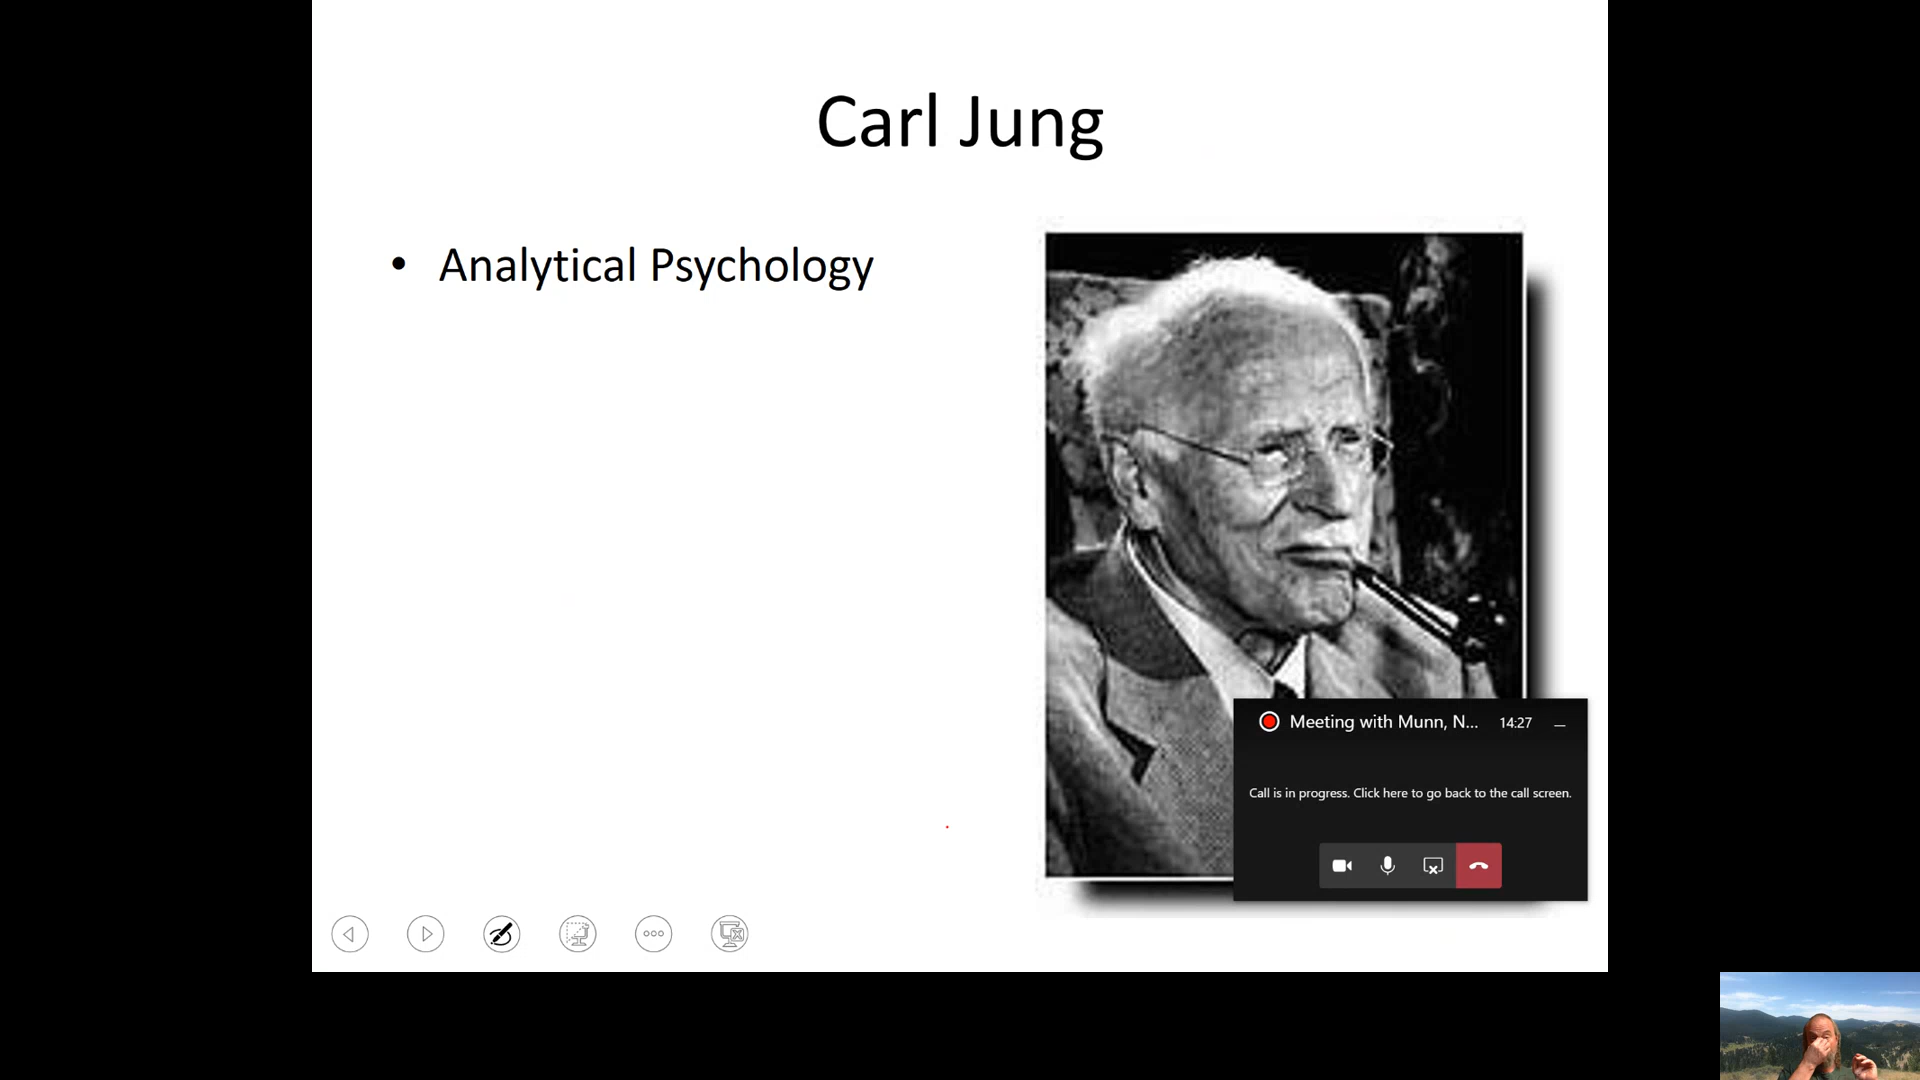 Carl Jung
• Analytical Psychology
Meeting with Munn, N... 14:27
Call is in progress. Click here to go back to the call screen.